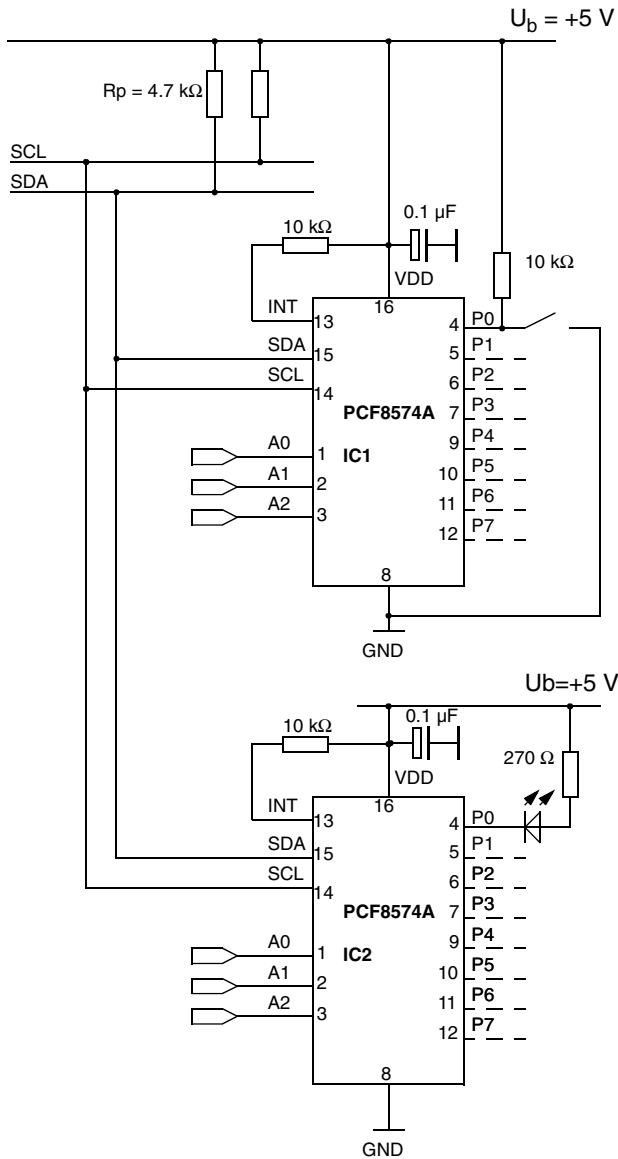 U_b = +5 V
Rp = 4.7 kΩ
SCL
SDA
10 kΩ
0.1 µF
10 kΩ
VDD
16
INT
13
4
P0
SDA
15
5
P1
SCL
14
6
P2
PCF8574A
7
P3
A0
1
IC1
9
P4
A1
2
10
P5
A2
3
11
P6
12
P7
8
GND
Ub=+5 V
10 kΩ
0.1 µF
270 Ω
VDD
16
INT
13
4
P0
SDA
15
5
P1
SCL
14
6
P2
PCF8574A
7
P3
A0
1
IC2
9
P4
A1
2
10
P5
A2
3
11
P6
12
P7
8
GND